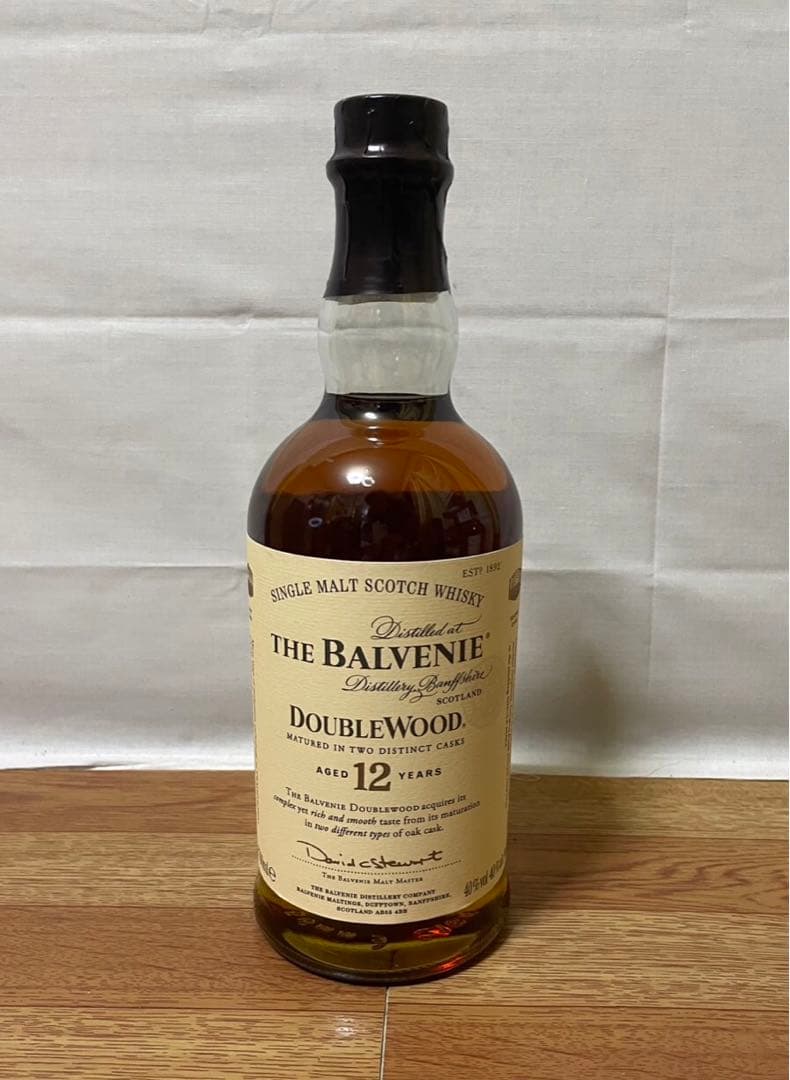 ESTD 1892
SINGLE MALT SCOTCH WHISKY
Distilled at
THE BALVENIE®
Distillery, Banffshire
SCOTLAND
DOUBLEWOOD®
MATURED IN TWO DISTINCT CASKS
AGED 12 YEARS
THE BALVENIE DOUBLEWOOD acquires its
complex yet rich and smooth taste from its maturation
in two different types of oak cask.
David C Stewart
THE BALVENIE MALT MASTER
THE BALVENIE DISTILLERY COMPANY
BALVENIE MALTINGS, DUFFTOWN, BANFFSHIRE,
SCOTLAND AB55 4BB
40%vol